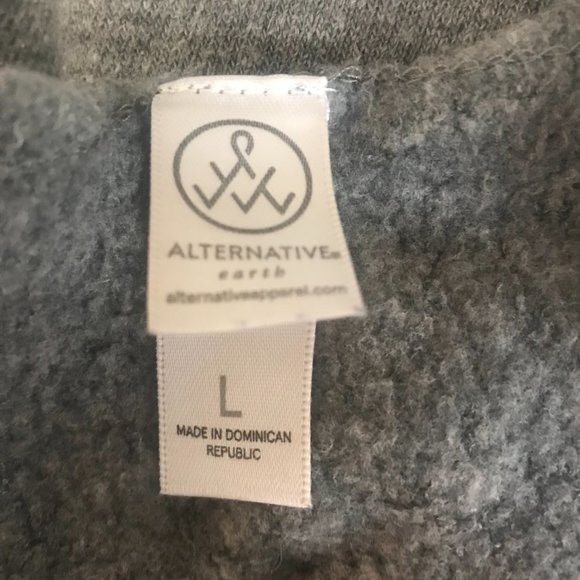 ALTERNATIVE®
earth
alternativeapparel.com
L
MADE IN DOMINICAN
REPUBLIC